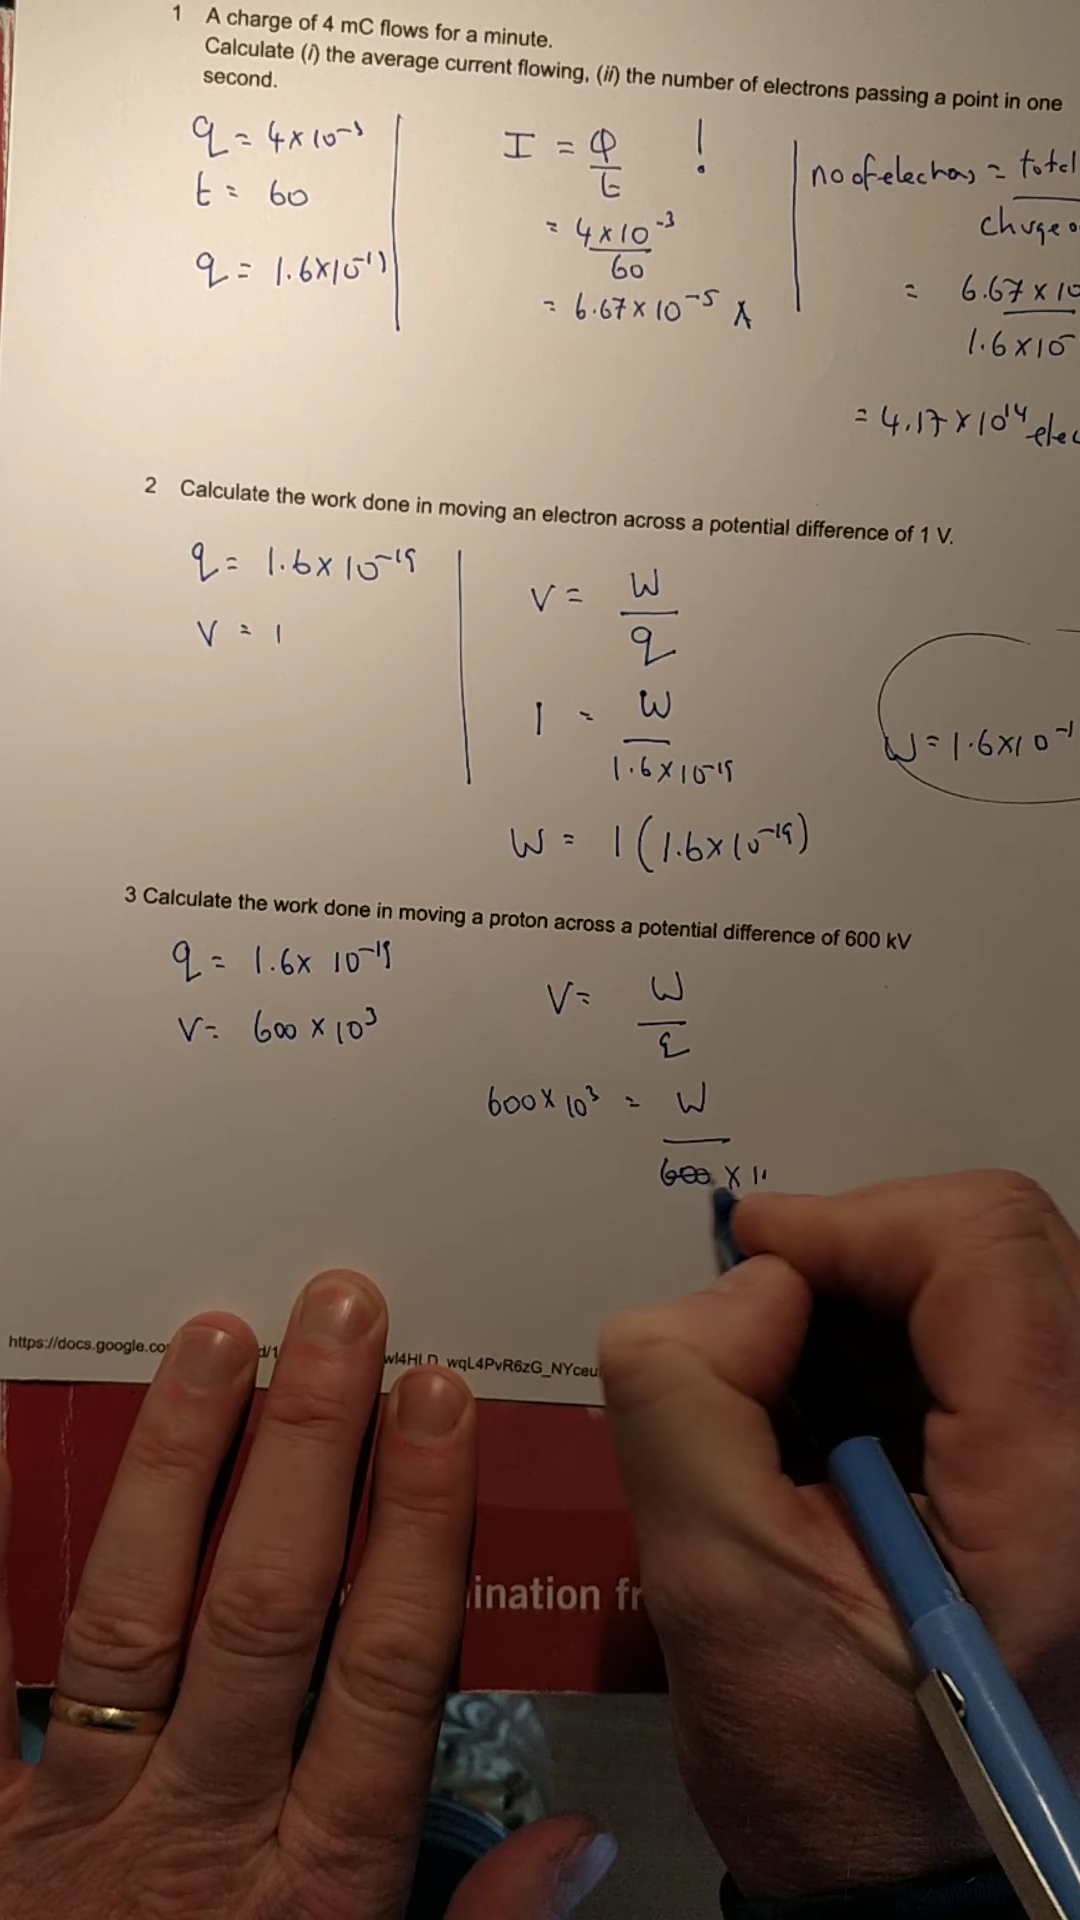 1 A charge of 4 mC flows for a minute.
Calculate (i) the average current flowing, (ii) the number of electrons passing a point in one
second.
q = 4 × 10⁻³
t = 60
q = 1.6×10⁻¹⁹
I = Q/t !
= 4 × 10⁻³/60
= 6.67 × 10⁻⁵ A
no of electrons = total
charge o
= 6.67 × 10
1.6 × 10⁻
= 4.17 × 10¹⁴ elec
2 Calculate the work done in moving an electron across a potential difference of 1 V.
q = 1.6 × 10⁻¹⁹
V = 1
V = W/q
1 = W/1.6 × 10⁻¹⁹
W = 1 (1.6 × 10⁻¹⁹)
W = 1.6×10⁻¹
3 Calculate the work done in moving a proton across a potential difference of 600 kV
q = 1.6 × 10⁻¹⁹
V = 600 × 10³
V = W/q
600 × 10³ = W
600 × 1
https://docs.google.co
d/1
wl4HLD_wqL4PvR6zG_NYceu
ination fr